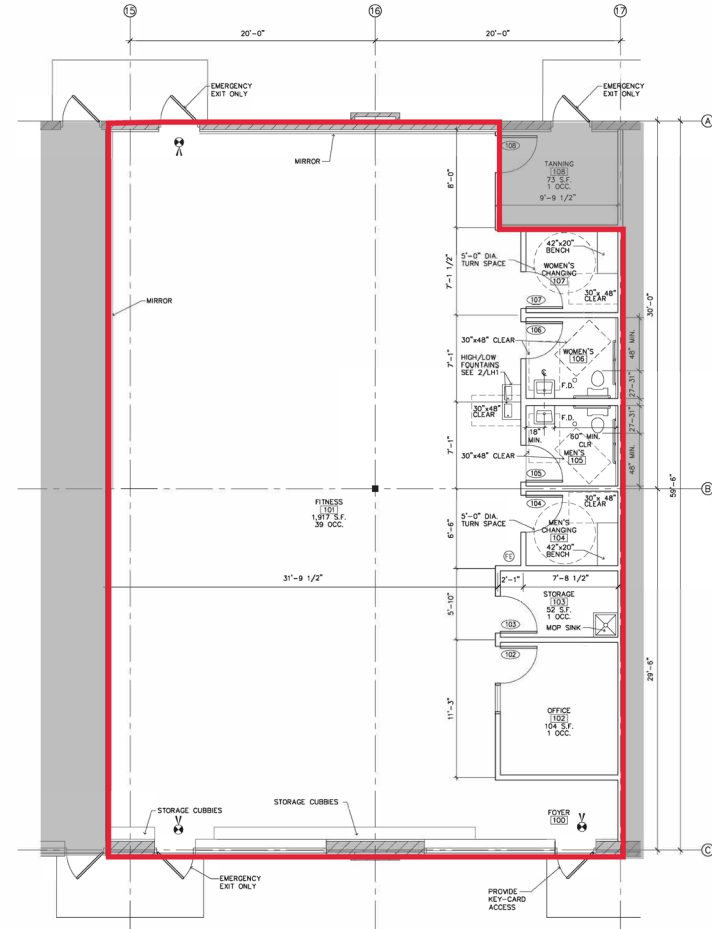 15
16
17
20'-0"
20'-0"
EMERGENCY
EXIT ONLY
EMERGENCY
EXIT ONLY
A
MIRROR
108
TANNING
108
73 S.F.
1 OCC.
9'-9 1/2"
8'-0"
42"x20"
BENCH
5'-0" DIA.
TURN SPACE
WOMEN'S
CHANGING
107
7'-1 1/2"
30"x 48"
CLEAR
107
MIRROR
30'-0"
106
30"x48" CLEAR
WOMEN'S
106
48" MIN.
HIGH/LOW
FOUNTAINS
SEE 2/LH1
7'-1"
F.D.
27-31"
30"x48"
CLEAR
F.D.
27-31"
18"
MIN.
60" MIN.
CLR
MEN'S
105
30"x48" CLEAR
7'-1"
48" MIN.
105
59'-6"
B
104
30"x 48"
CLEAR
FITNESS
101
1,917 S.F.
39 OCC.
5'-0" DIA.
TURN SPACE
MEN'S
CHANGING
104
6'-6"
42"x20"
BENCH
FE
31'-9 1/2"
2'-1"
7'-8 1/2"
STORAGE
103
52 S.F.
1 OCC.
5'-10"
103
MOP SINK
102
29'-6"
11'-3"
OFFICE
102
104 S.F.
1 OCC.
STORAGE CUBBIES
STORAGE CUBBIES
FOYER
100
C
EMERGENCY
EXIT ONLY
PROVIDE
KEY-CARD
ACCESS